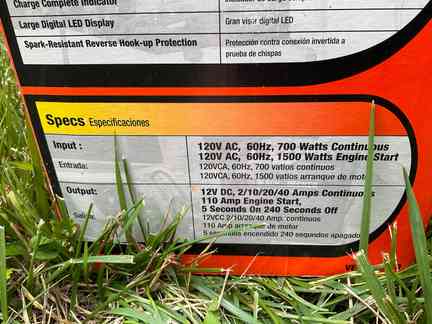 Charge Complete Indicator
Large Digital LED Display
Gran visor digital LED
Spark-Resistant Reverse Hook-up Protection
Protección contra conexión invertida a
prueba de chispas
Specs Especificaciones
Input :
120V AC, 60Hz, 700 Watts Continuous
120V AC, 60Hz, 1500 Watts Engine Start
Entrada:
120VCA, 60Hz, 700 vatios continuos
120VCA, 60Hz, 1500 vatios arranque de motor
Output:
12V DC, 2/10/20/40 Amps Continuous
110 Amp Engine Start,
5 Seconds On 240 Seconds Off
Salida:
12VCC 2/10/20/40 Amp continuos
110 Amp arranque de motor
5 segundos encendido 240 segundos apagado